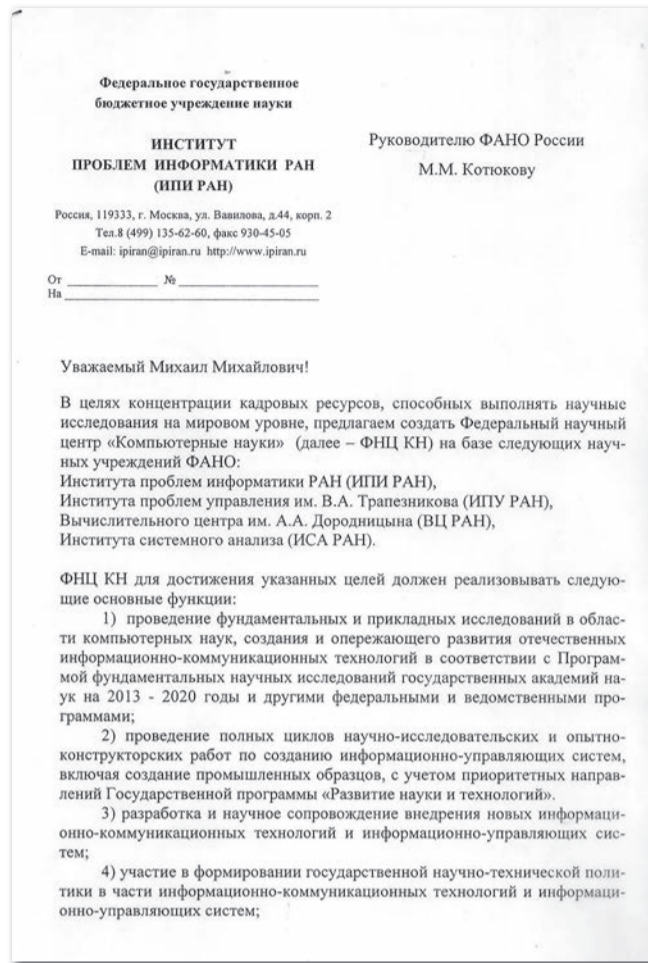 Федеральное государственное
бюджетное учреждение науки
ИНСТИТУТ
ПРОБЛЕМ ИНФОРМАТИКИ РАН
(ИПИ РАН)
Россия, 119333, г. Москва, ул. Вавилова, д.44, корп. 2
Тел.8 (499) 135-62-60, факс 930-45-05
E-mail: ipiran@ipiran.ru http://www.ipiran.ru
От ______________ № ______________________
На ________________________________________
Руководителю ФАНО России
М.М. Котюкову
Уважаемый Михаил Михайлович!
В целях концентрации кадровых ресурсов, способных выполнять научные
исследования на мировом уровне, предлагаем создать Федеральный научный
центр «Компьютерные науки» (далее – ФНЦ КН) на базе следующих науч-
ных учреждений ФАНО:
Института проблем информатики РАН (ИПИ РАН),
Института проблем управления им. В.А. Трапезникова (ИПУ РАН),
Вычислительного центра им. А.А. Дородницына (ВЦ РАН),
Института системного анализа (ИСА РАН).
ФНЦ КН для достижения указанных целей должен реализовывать следую-
щие основные функции:
1) проведение фундаментальных и прикладных исследований в облас-
ти компьютерных наук, создания и опережающего развития отечественных
информационно-коммуникационных технологий в соответствии с Програм-
мой фундаментальных научных исследований государственных академий на-
ук на 2013 - 2020 годы и другими федеральными и ведомственными про-
граммами;
2) проведение полных циклов научно-исследовательских и опытно-
конструкторских работ по созданию информационно-управляющих систем,
включая создание промышленных образцов, с учетом приоритетных направ-
лений Государственной программы «Развитие науки и технологий».
3) разработка и научное сопровождение внедрения новых информаци-
онно-коммуникационных технологий и информационно-управляющих сис-
тем;
4) участие в формировании государственной научно-технической поли-
тики в части информационно-коммуникационных технологий и информаци-
онно-управляющих систем;